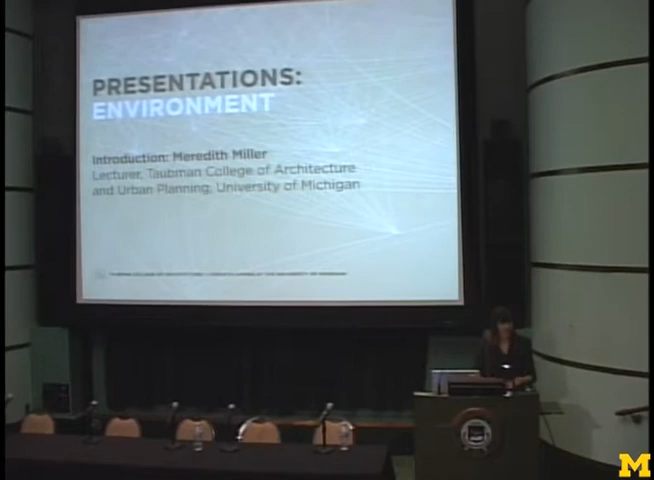 PRESENTATIONS:
ENVIRONMENT
Introduction: Meredith Miller
Lecturer, Taubman College of Architecture
and Urban Planning, University of Michigan
M